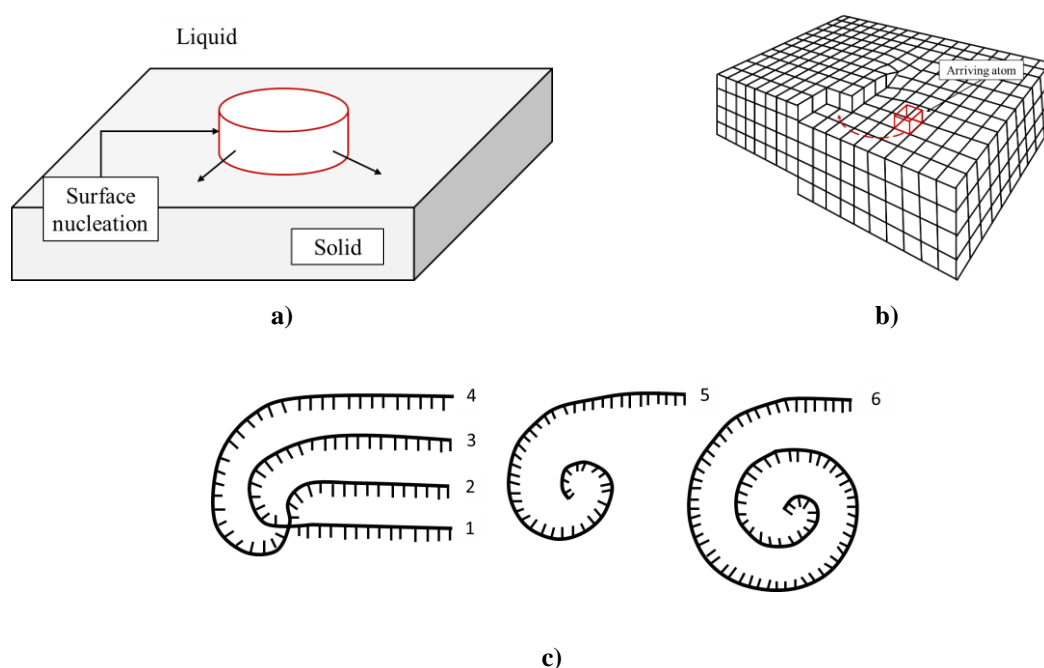 Liquid
Arriving atom
Surface
nucleation
Solid
a)
b)
4
5
6
3
2
1
c)